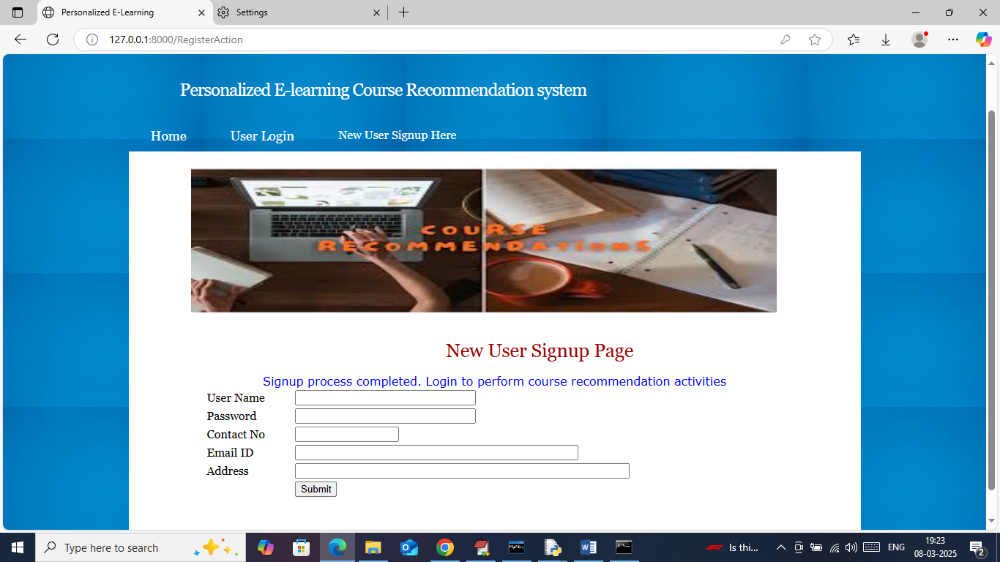 Personalized E-Learning
Settings
127.0.0.1:8000/RegisterAction
Personalized E-learning Course Recommendation system
Home User Login New User Signup Here
COURSE
RECOMMENDATIONS
New User Signup Page
Signup process completed. Login to perform course recommendation activities
User Name
Password
Contact No
Email ID
Address
Submit
Type here to search
Is thi...
ENG
19:23
08-03-2025
2